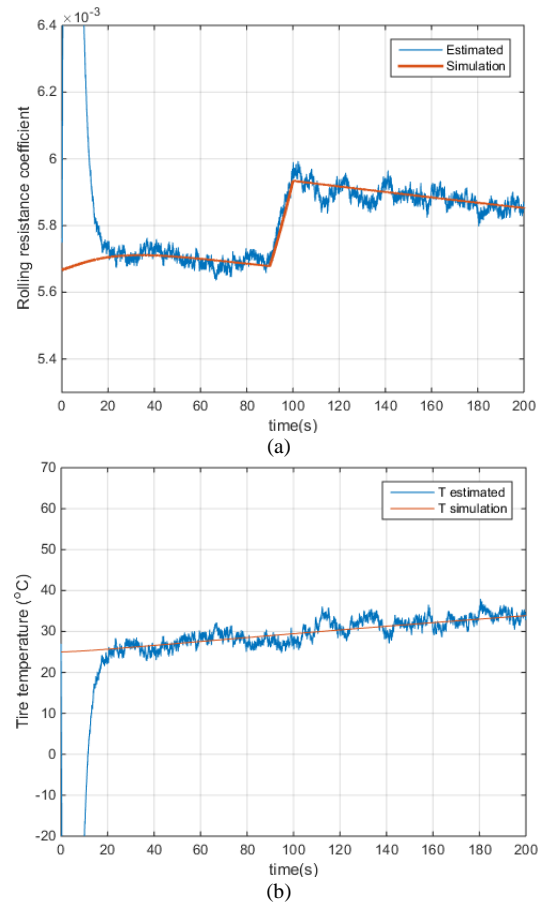 ×10⁻³
6.4
6
5.8
5.6
5.4
Rolling resistance coefficient
Estimated
Simulation
0 20 40 60 80 100 120 140 160 180 200
time(s)
(a)
70
60
50
40
30
20
10
0
-10
-20
Tire temperature (°C)
T estimated
T simulation
0 20 40 60 80 100 120 140 160 180 200
time(s)
(b)